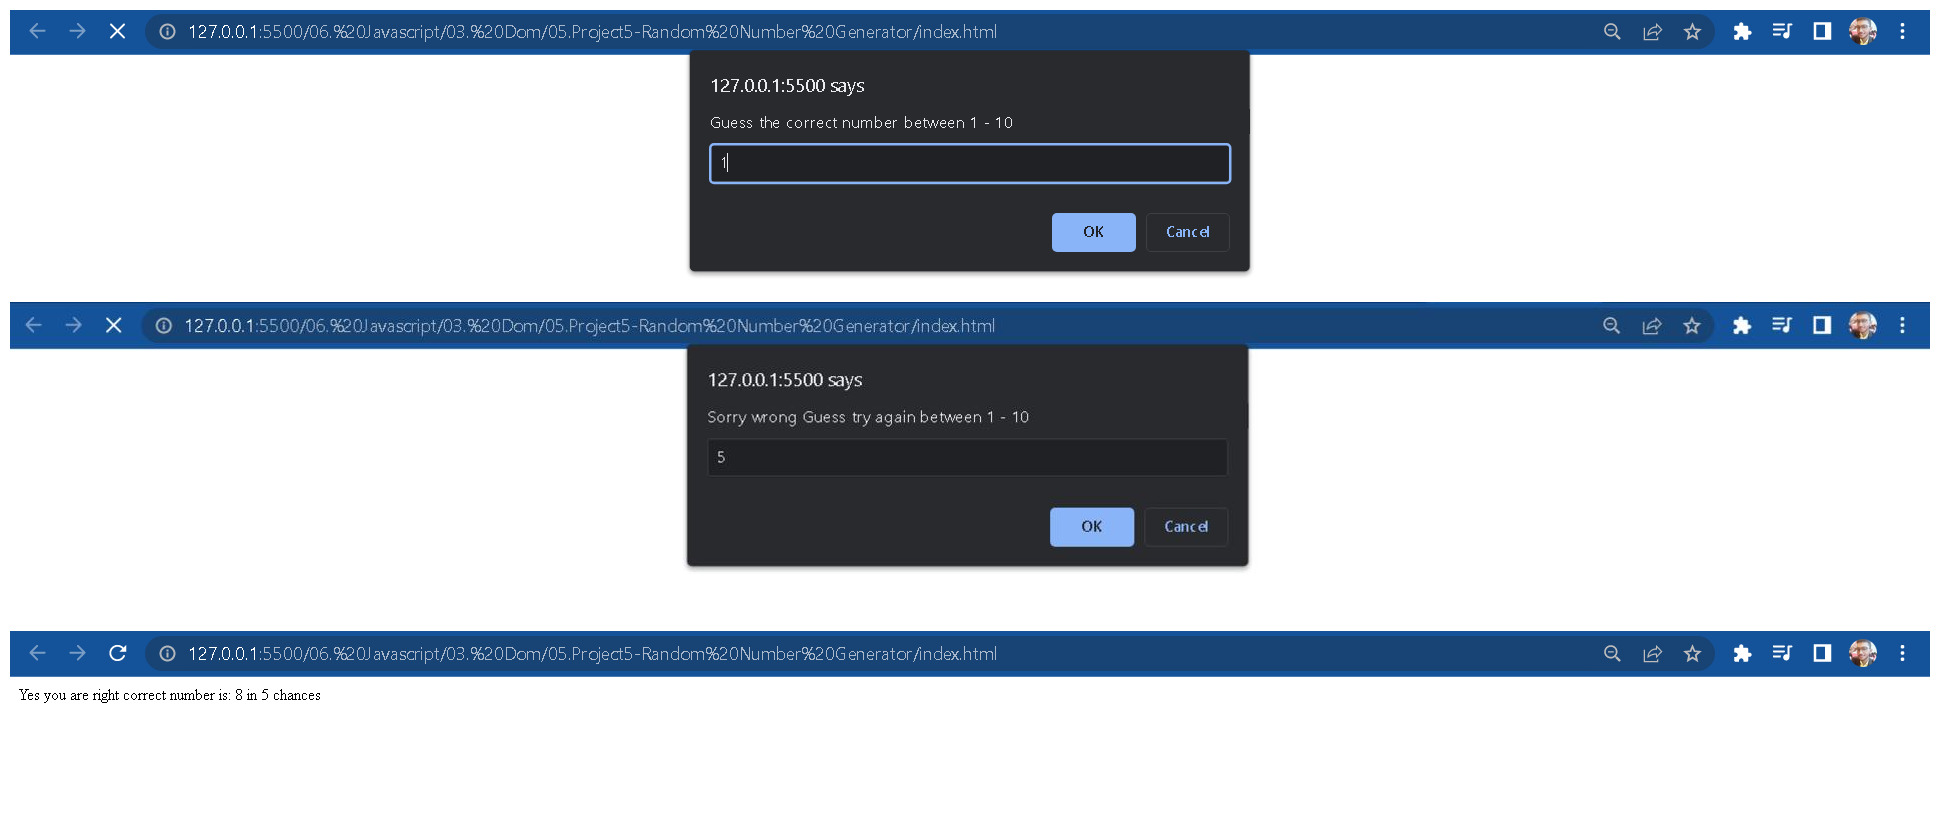 127.0.0.1:5500/06.%20Javascript/03.%20Dom/05.Project5-Random%20Number%20Generator/index.html
127.0.0.1:5500 says
Guess the correct number between 1 - 10
1
OK Cancel
127.0.0.1:5500/06.%20Javascript/03.%20Dom/05.Project5-Random%20Number%20Generator/index.html
127.0.0.1:5500 says
Sorry wrong Guess try again between 1 - 10
5
OK Cancel
127.0.0.1:5500/06.%20Javascript/03.%20Dom/05.Project5-Random%20Number%20Generator/index.html
Yes you are right correct number is: 8 in 5 chances